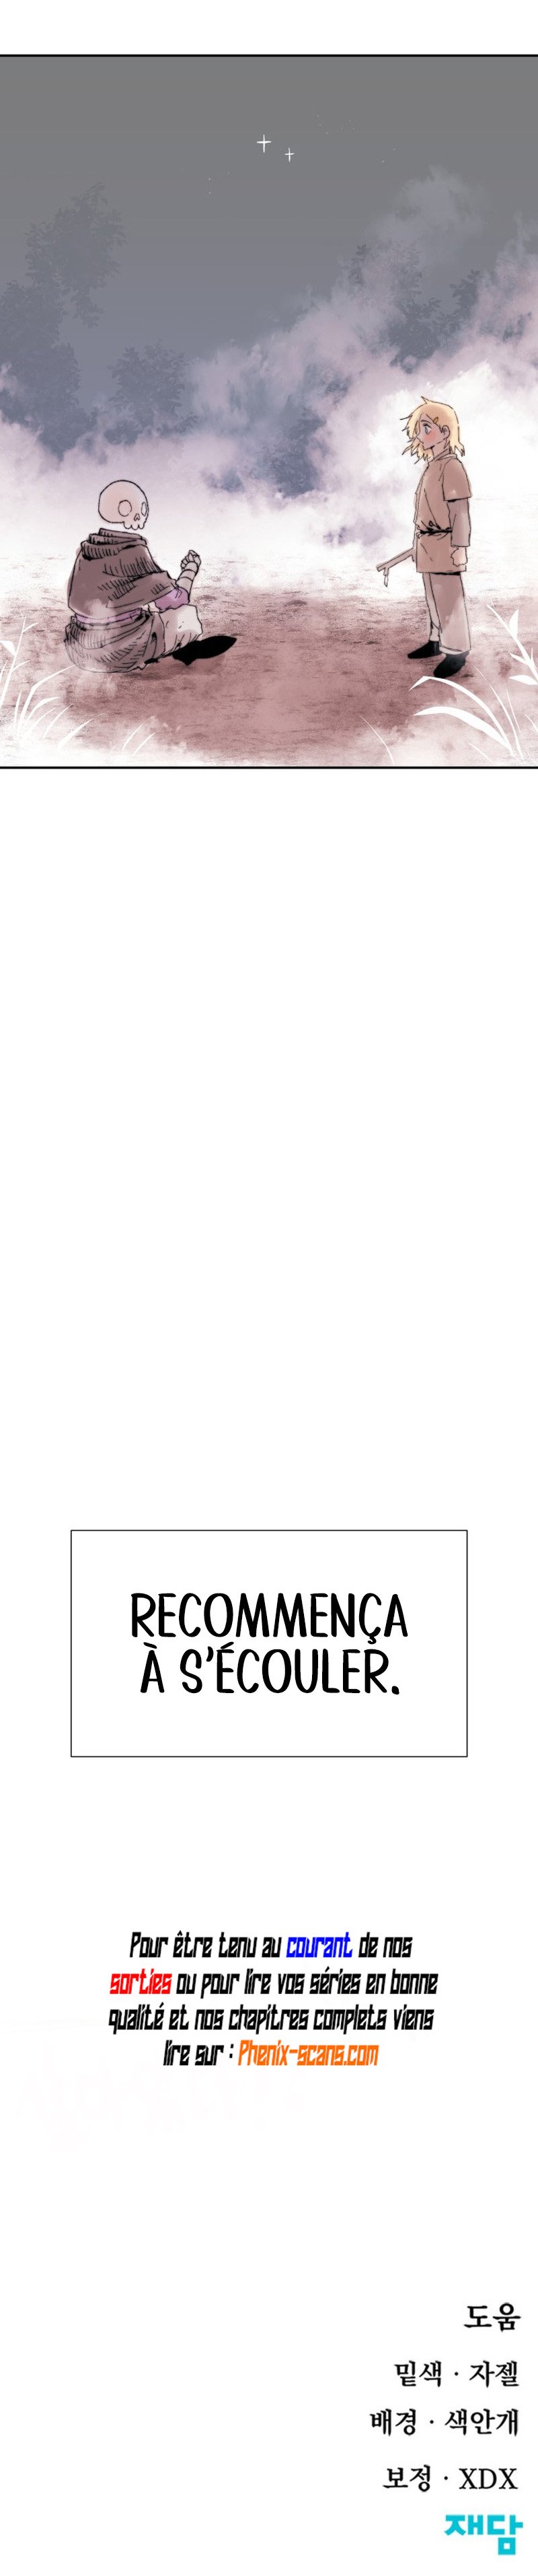 RECOMMENÇA
À S'ÉCOULER.
Pour être tenu au courant de nos
sorties ou pour lire vos séries en bonne
qualité et nos chapitres complets viens
lire sur : Phenix-scans.com
도움
밑색 · 자젤
배경 · 색안개
보정 · XDX
재담